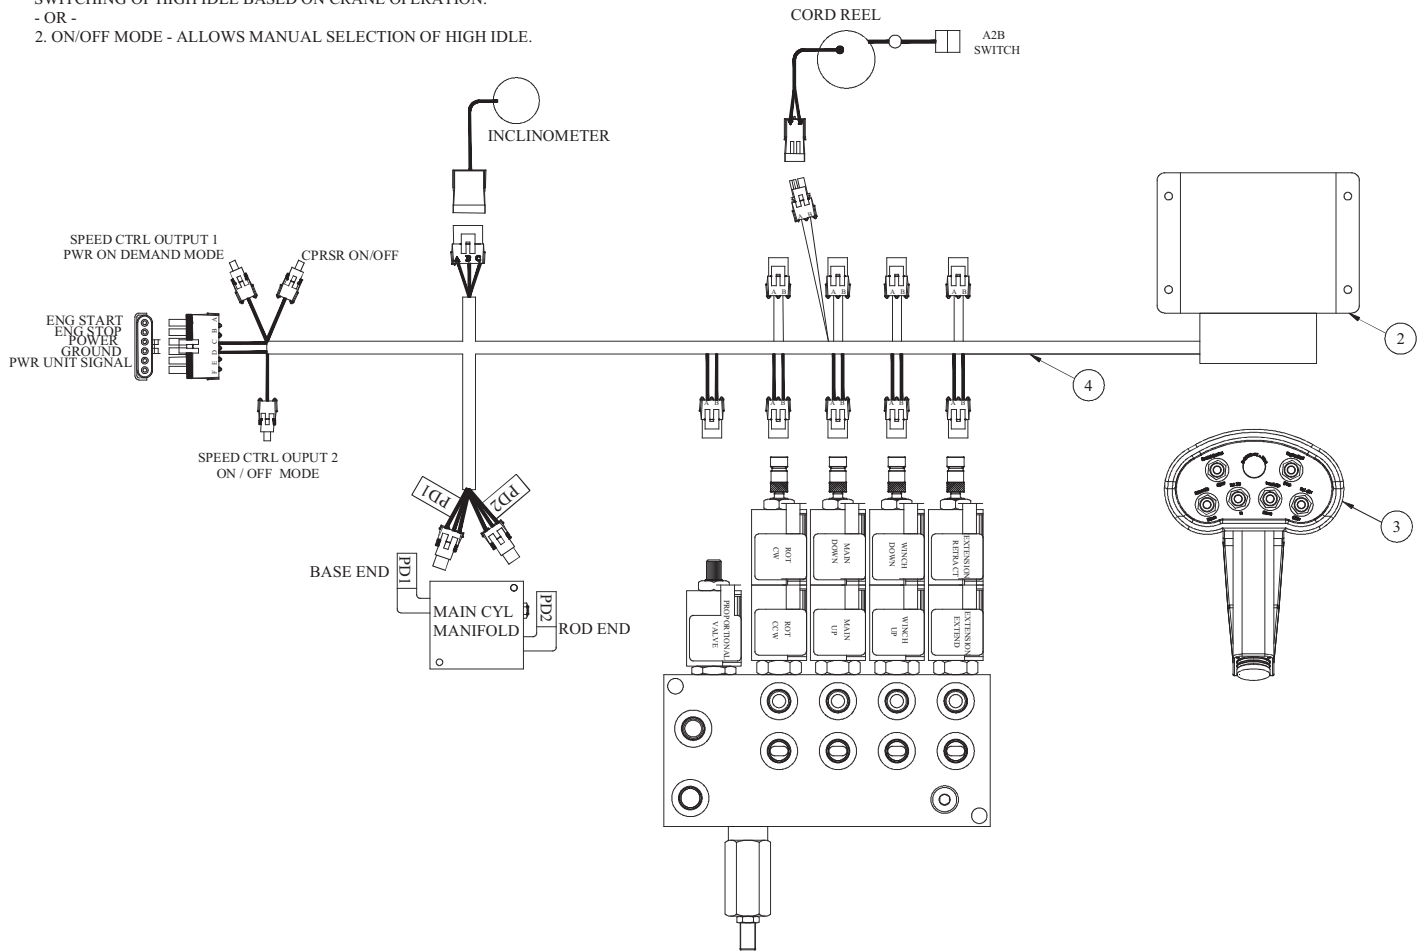 SWITCHING OF HIGH IDLE BASED ON CRANE OPERATION.
- OR -
2. ON/OFF MODE - ALLOWS MANUAL SELECTION OF HIGH IDLE.
CORD REEL
A2B
SWITCH
INCLINOMETER
SPEED CTRL OUTPUT 1
PWR ON DEMAND MODE
CPRSR ON/OFF
A B C
A B
A B
A B
A B
A B
ENG START
ENG STOP
POWER
GROUND
PWR UNIT SIGNAL
A
B
C
D
E
F
2
4
A B
A B
A B
A B
A B
SPEED CTRL OUPUT 2
ON / OFF MODE
PD1
PD2
3
BASE END
PD1
MAIN CYL
MANIFOLD
PD2
ROD END
ROT
CW
MAIN
DOWN
WINCH
DOWN
EXTENSION
RETRACT
PROPORTIONAL
VALVE
ROT
CCW
MAIN
UP
WINCH
UP
EXTENSION
EXTEND